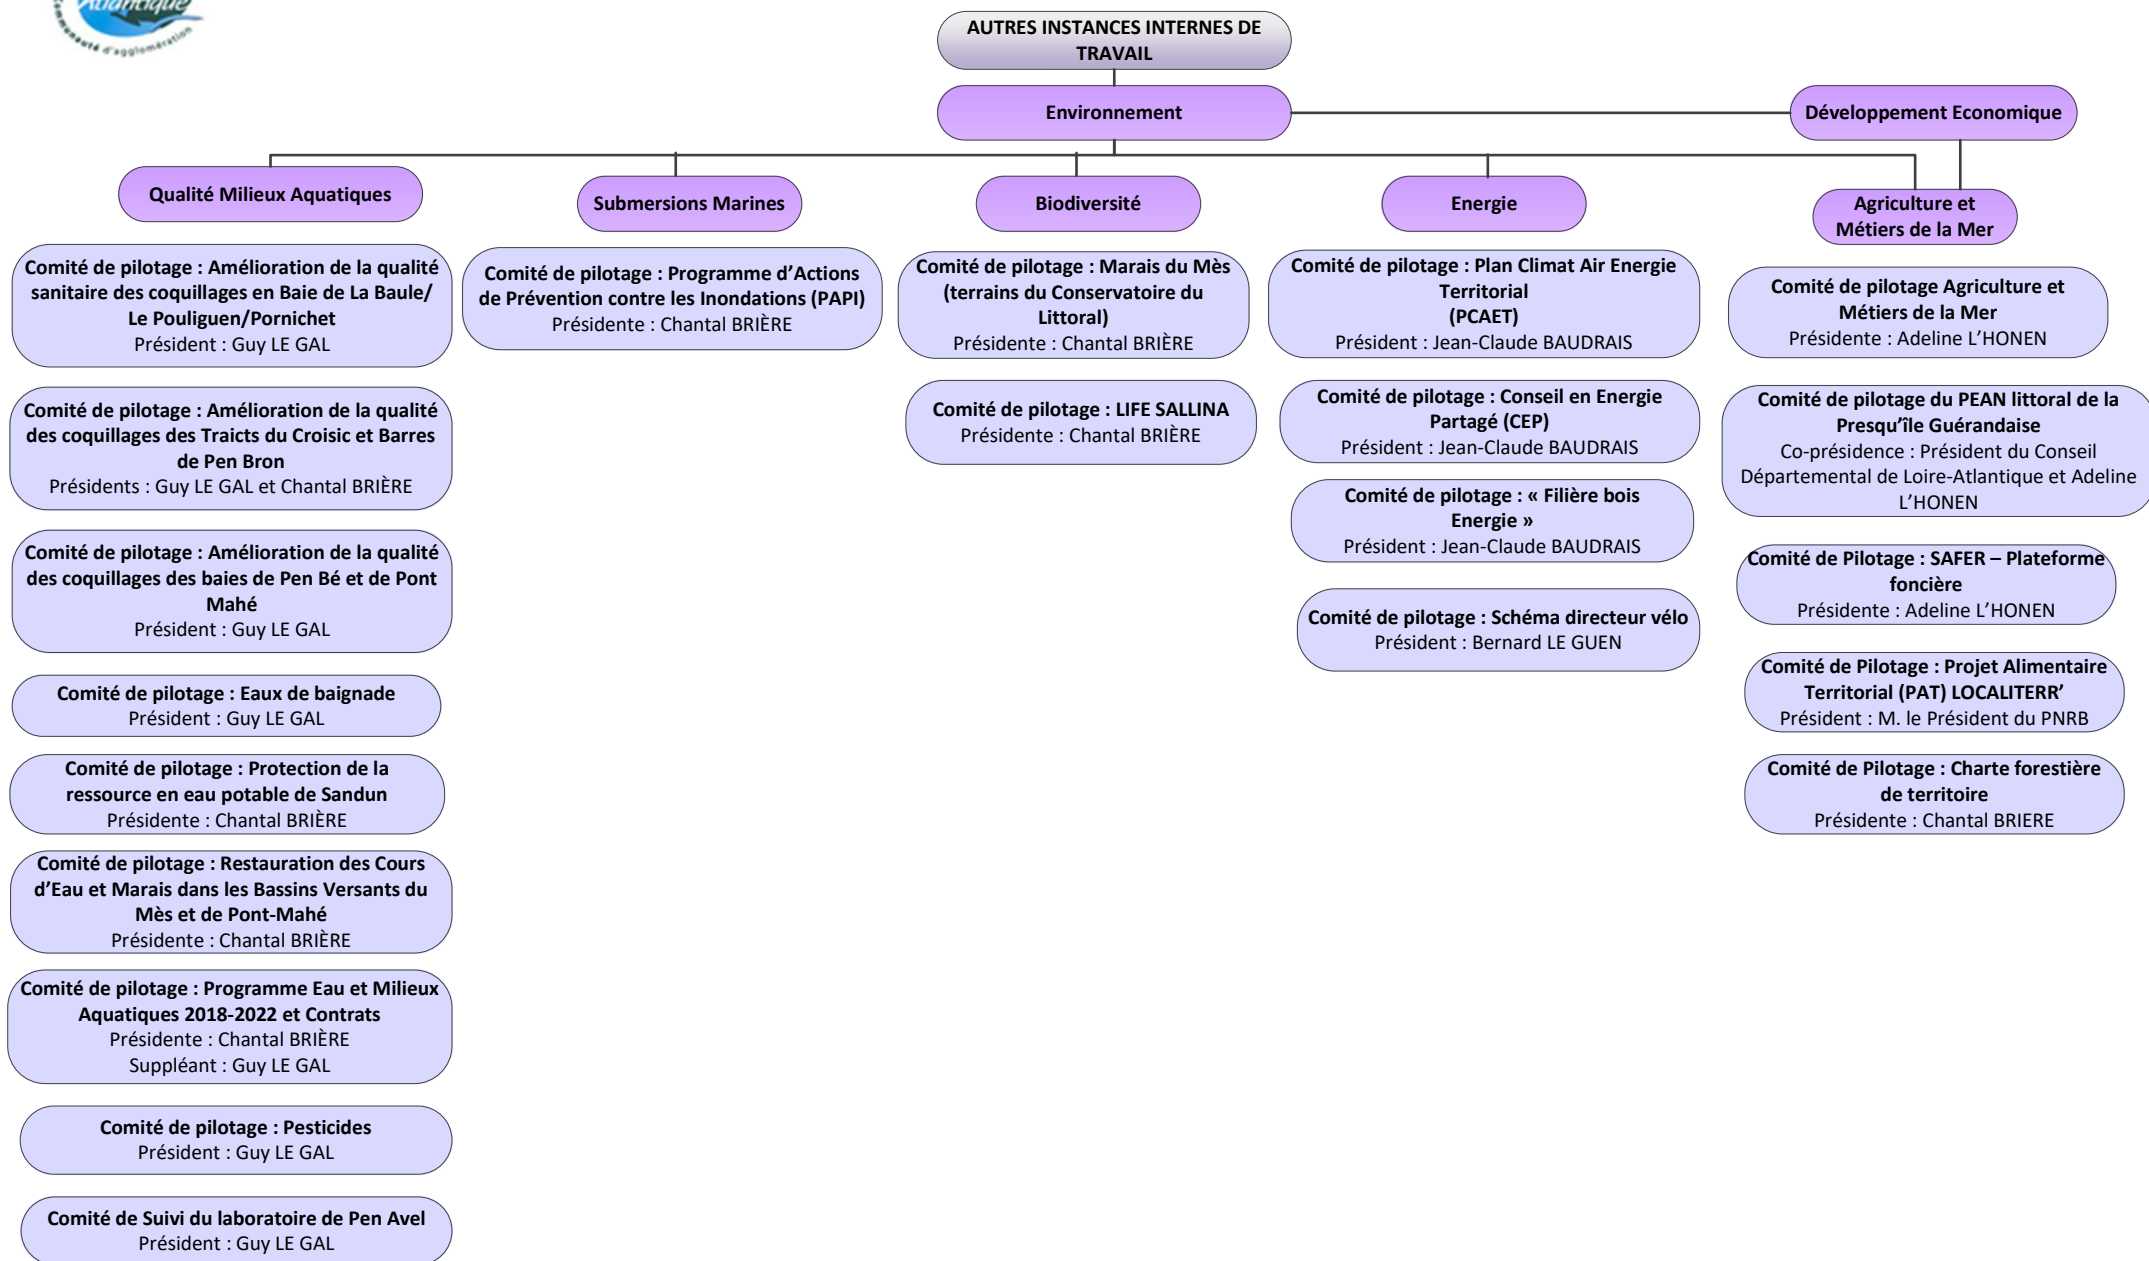 Atlantique
Communauté d'agglomération
AUTRES INSTANCES INTERNES DE
TRAVAIL
Environnement
Développement Economique
Qualité Milieux Aquatiques
Submersions Marines
Biodiversité
Energie
Agriculture et
Métiers de la Mer
Comité de pilotage : Amélioration de la qualité
sanitaire des coquillages en Baie de La Baule/
Le Pouliguen/Pornichet
Président : Guy LE GAL
Comité de pilotage : Amélioration de la qualité
des coquillages des Traicts du Croisic et Barres
de Pen Bron
Présidents : Guy LE GAL et Chantal BRIÈRE
Comité de pilotage : Amélioration de la qualité
des coquillages des baies de Pen Bé et de Pont
Mahé
Président : Guy LE GAL
Comité de pilotage : Eaux de baignade
Président : Guy LE GAL
Comité de pilotage : Protection de la
ressource en eau potable de Sandun
Présidente : Chantal BRIÈRE
Comité de pilotage : Restauration des Cours
d’Eau et Marais dans les Bassins Versants du
Mès et de Pont-Mahé
Présidente : Chantal BRIÈRE
Comité de pilotage : Programme Eau et Milieux
Aquatiques 2018-2022 et Contrats
Présidente : Chantal BRIÈRE
Suppléant : Guy LE GAL
Comité de pilotage : Pesticides
Président : Guy LE GAL
Comité de Suivi du laboratoire de Pen Avel
Président : Guy LE GAL
Comité de pilotage : Programme d’Actions
de Prévention contre les Inondations (PAPI)
Présidente : Chantal BRIÈRE
Comité de pilotage : Marais du Mès
(terrains du Conservatoire du
Littoral)
Présidente : Chantal BRIÈRE
Comité de pilotage : LIFE SALLINA
Présidente : Chantal BRIÈRE
Comité de pilotage : Plan Climat Air Energie
Territorial
(PCAET)
Président : Jean-Claude BAUDRAIS
Comité de pilotage : Conseil en Energie
Partagé (CEP)
Président : Jean-Claude BAUDRAIS
Comité de pilotage : « Filière bois
Energie »
Président : Jean-Claude BAUDRAIS
Comité de pilotage : Schéma directeur vélo
Président : Bernard LE GUEN
Comité de pilotage Agriculture et
Métiers de la Mer
Présidente : Adeline L’HONEN
Comité de pilotage du PEAN littoral de la
Presqu’île Guérandaise
Co-présidence : Président du Conseil
Départemental de Loire-Atlantique et Adeline
L’HONEN
Comité de Pilotage : SAFER – Plateforme
foncière
Présidente : Adeline L’HONEN
Comité de Pilotage : Projet Alimentaire
Territorial (PAT) LOCALITERR’
Président : M. le Président du PNRB
Comité de Pilotage : Charte forestière
de territoire
Présidente : Chantal BRIERE